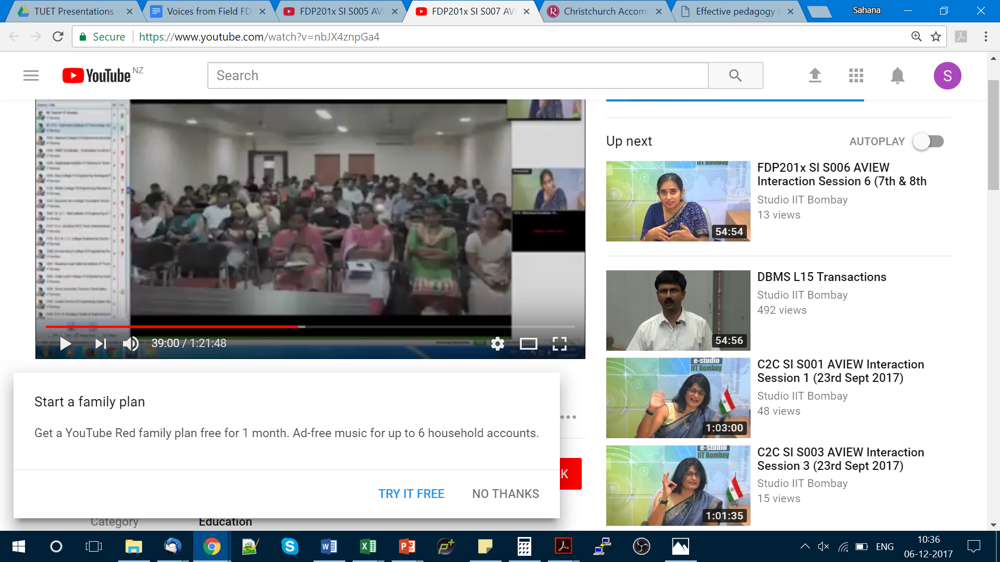 TUET Presentations -
Voices from Field FD
FDP201x SI S005 AVI
FDP201x SI S007 AVI
Christchurch Accom
Effective pedagogy a
Sahana
Secure
https://www.youtube.com/watch?v=nbJX4znpGa4
YouTube NZ
Search
S
39:00 / 1:21:48
Start a family plan
Get a YouTube Red family plan free for 1 month. Ad-free music for up to 6 household accounts.
TRY IT FREE
NO THANKS
K
Category
Education
Up next
AUTOPLAY
IIT Bombay
54:54
FDP201x SI S006 AVIEW
Interaction Session 6 (7th & 8th
Studio IIT Bombay
13 views
54:56
DBMS L15 Transactions
Studio IIT Bombay
492 views
e-studio
IIT Bombay
1:03:00
C2C SI S001 AVIEW Interaction
Session 1 (23rd Sept 2017)
Studio IIT Bombay
48 views
e-studio
IIT Bombay
1:01:35
C2C SI S003 AVIEW Interaction
Session 3 (23rd Sept 2017)
Studio IIT Bombay
15 views
ENG
10:36
06-12-2017